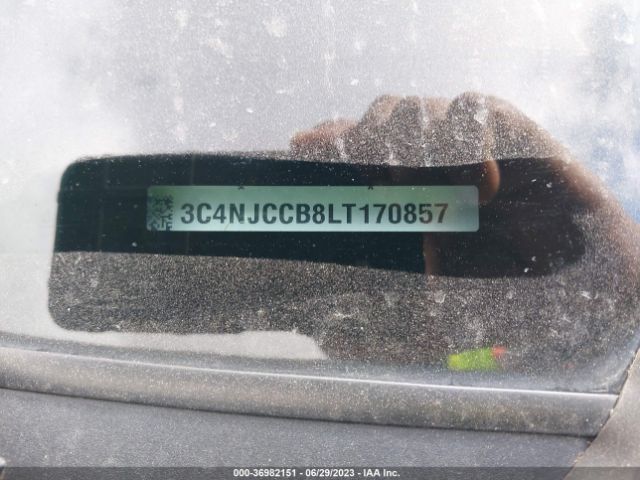 3C4NJCCB8LT170857
000-36982151 - 06/29/2023 - IAA Inc.